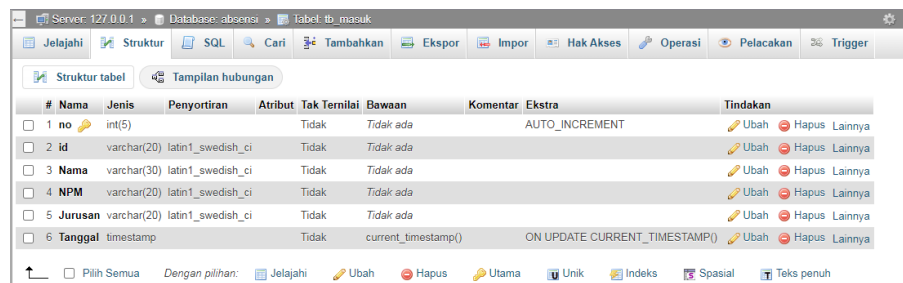 Server: 127.0.0.1 » Database: absensi » Tabel: tb_masuk
Jelajahi Struktur SQL Cari Tambahkan Ekspor Impor Hak Akses Operasi Pelacakan Trigger
Struktur tabel Tampilan hubungan
# Nama Jenis Penyortiran Atribut Tak Ternilai Bawaan Komentar Ekstra Tindakan
1 no int(5) Tidak Tidak ada AUTO_INCREMENT Ubah Hapus Lainnya
2 id varchar(20) latin1_swedish_ci Tidak Tidak ada Ubah Hapus Lainnya
3 Nama varchar(30) latin1_swedish_ci Tidak Tidak ada Ubah Hapus Lainnya
4 NPM varchar(20) latin1_swedish_ci Tidak Tidak ada Ubah Hapus Lainnya
5 Jurusan varchar(20) latin1_swedish_ci Tidak Tidak ada Ubah Hapus Lainnya
6 Tanggal timestamp Tidak current_timestamp() ON UPDATE CURRENT_TIMESTAMP() Ubah Hapus Lainnya
Pilih Semua Dengan pilihan: Jelajahi Ubah Hapus Utama Unik Indeks Spasial Teks penuh